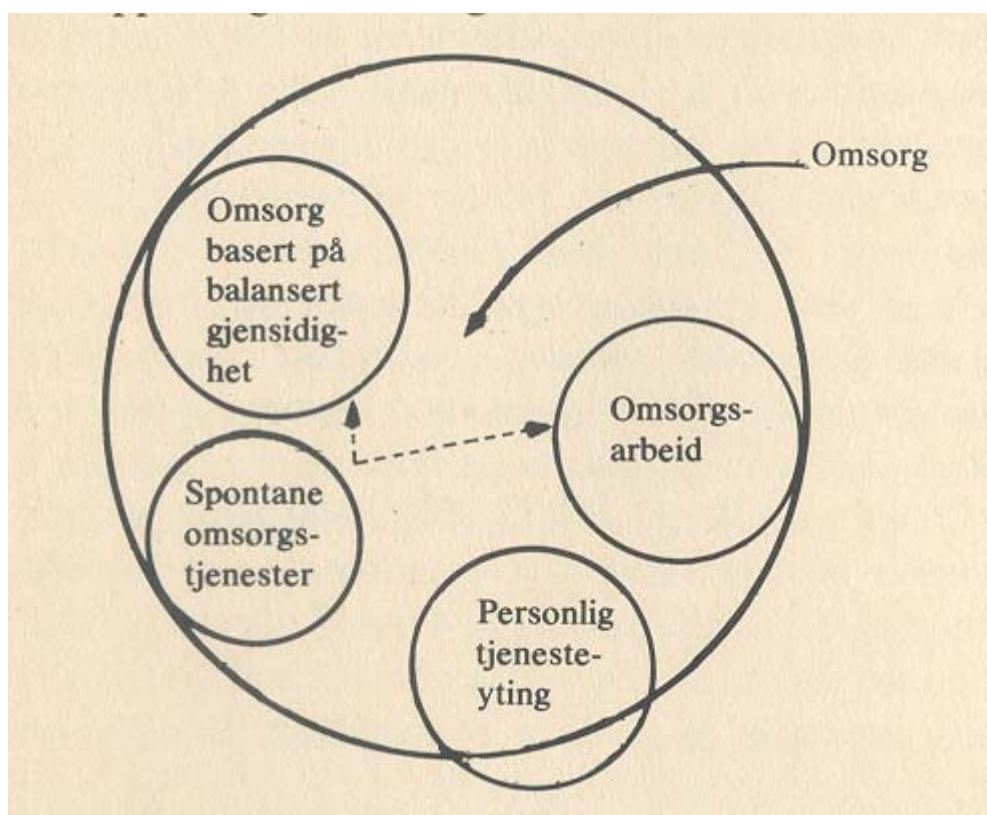 Omsorg
Omsorg
basert på
balansert
gjensidig-
het
Omsorgs-
arbeid
Spontane
omsorgs-
tjenester
Personlig
tjeneste-
yting